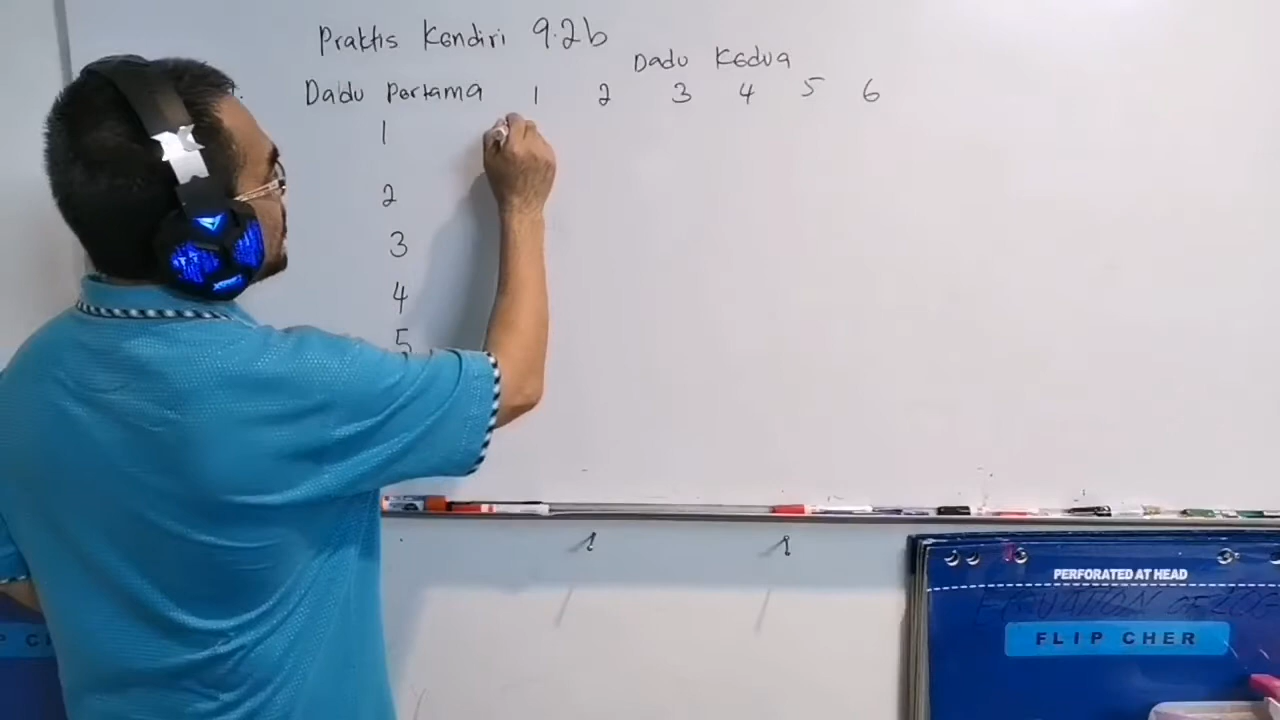 Praktis Kendiri 9.2b
Dadu Kedua
Dadu Pertama 1 2 3 4 5 6
1
2
3
4
5
PERFORATED AT HEAD
FLIP CHER